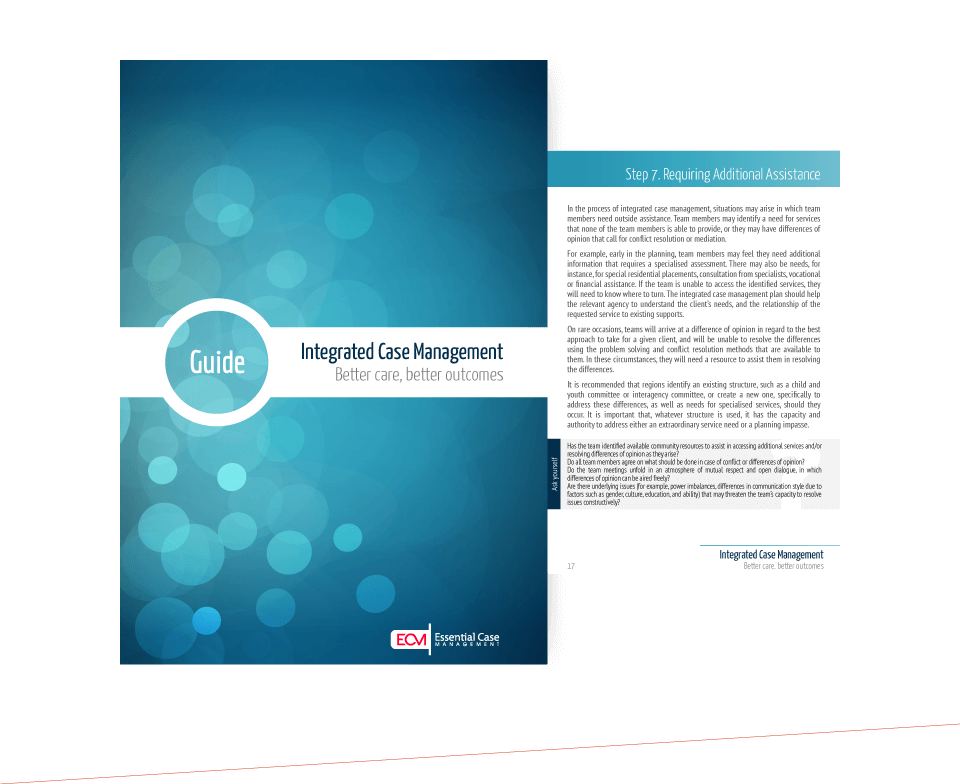 Guide
Integrated Case Management
Better care, better outcomes
ECM
Essential Case
MANAGEMENT
Step 7. Requiring Additional Assistance
In the process of integrated case management, situations may arise in which team
members need outside assistance. Team members may identify a need for services
that none of the team members is able to provide, or they may have differences of
opinion that call for conflict resolution or mediation.
For example, early in the planning, team members may feel they need additional
information that requires a specialised assessment. There may also be needs, for
instance, for special residential placements, consultation from specialists, vocational
or financial assistance. If the team is unable to access the identified services, they
will need to know where to turn. The integrated case management plan should help
the relevant agency to understand the client's needs, and the relationship of the
requested service to existing supports.
On rare occasions, teams will arrive at a difference of opinion in regard to the best
approach to take for a given client, and will be unable to resolve the differences
using the problem solving and conflict resolution methods that are available to
them. In these circumstances, they will need a resource to assist them in resolving
the differences.
It is recommended that regions identify an existing structure, such as a child and
youth committee or interagency committee, or create a new one, specifically to
address these differences, as well as needs for specialised services, should they
occur. It is important that, whatever structure is used, it has the capacity and
authority to address either an extraordinary service need or a planning impasse.
Ask yourself
Has the team identified available community resources to assist in accessing additional services and/or
resolving differences of opinion as they arise?
Do all team members agree on what should be done in case of conflict or differences of opinion?
Do the team meetings unfold in an atmosphere of mutual respect and open dialogue, in which
differences of opinion can be aired freely?
Are there underlying issues (for example, power imbalances, differences in communication style due to
factors such as gender, culture, education, and ability) that may threaten the team's capacity to resolve
issues constructively?
17
Integrated Case Management
Better care, better outcomes